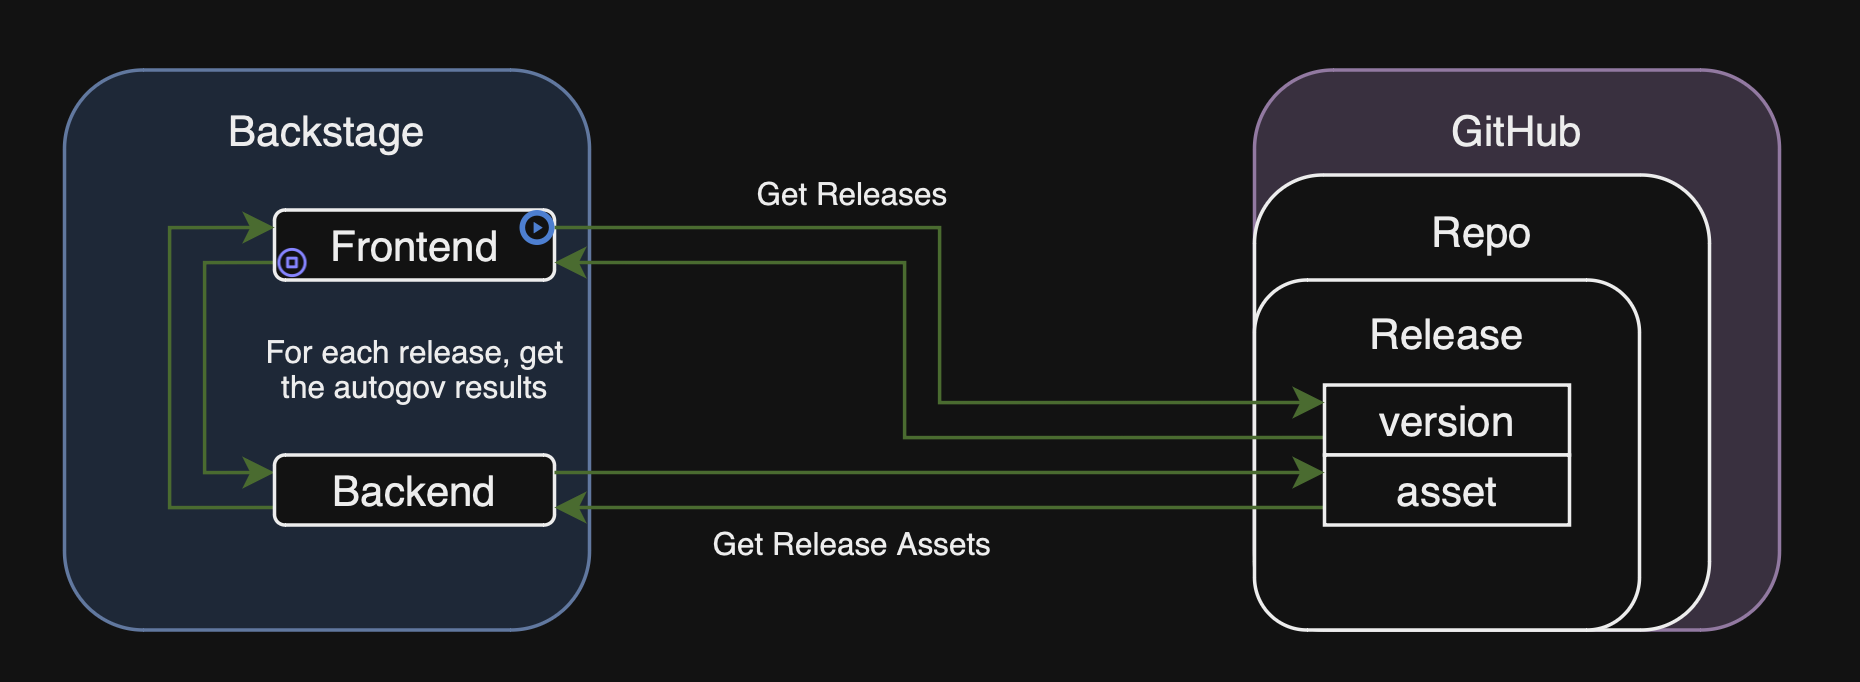 Backstage
GitHub
Get Releases
Frontend
Repo
For each release, get
the autogov results
Release
version
Backend
asset
Get Release Assets